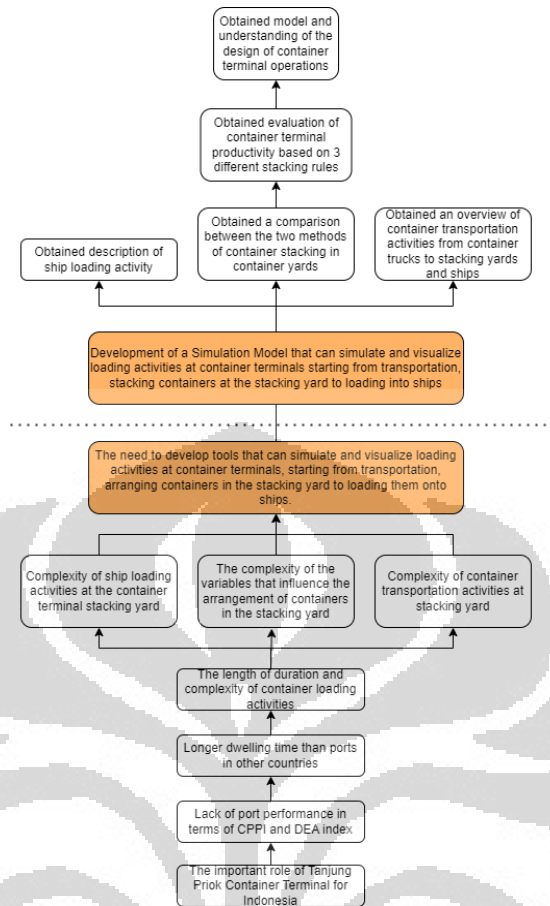 Obtained model and
understanding of the
design of container
terminal operations
Obtained evaluation of
container terminal
productivity based on 3
different stacking rules
Obtained description of
ship loading activity
Obtained a comparison
between the two methods
of container stacking in
container yards
Obtained an overview of
container transportation
activities from container
trucks to stacking yards
and ships
Development of a Simulation Model that can simulate and visualize
loading activities at container terminals starting from transportation,
stacking containers at the stacking yard to loading into ships
The need to develop tools that can simulate and visualize loading
activities at container terminals, starting from transportation,
arranging containers in the stacking yard to loading them onto
ships.
Complexity of ship loading
activities at the container
terminal stacking yard
The complexity of the
variables that influence the
arrangement of containers
in the stacking yard
Complexity of container
transportation activities at
stacking yard
The length of duration and
complexity of container loading
activities
Longer dwelling time than ports
in other countries
Lack of port performance in
terms of CPPI and DEA index
The important role of Tanjung
Priok Container Terminal for
Indonesia